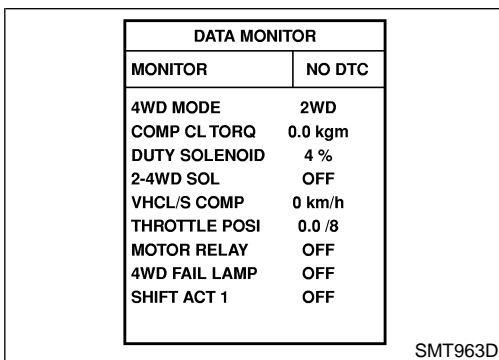 DATA MONITOR
MONITOR NO DTC
4WD MODE 2WD
COMP CL TORQ 0.0 kgm
DUTY SOLENOID 4 %
2-4WD SOL OFF
VHCL/S COMP 0 km/h
THROTTLE POSI 0.0 /8
MOTOR RELAY OFF
4WD FAIL LAMP OFF
SHIFT ACT 1 OFF
SMT963D